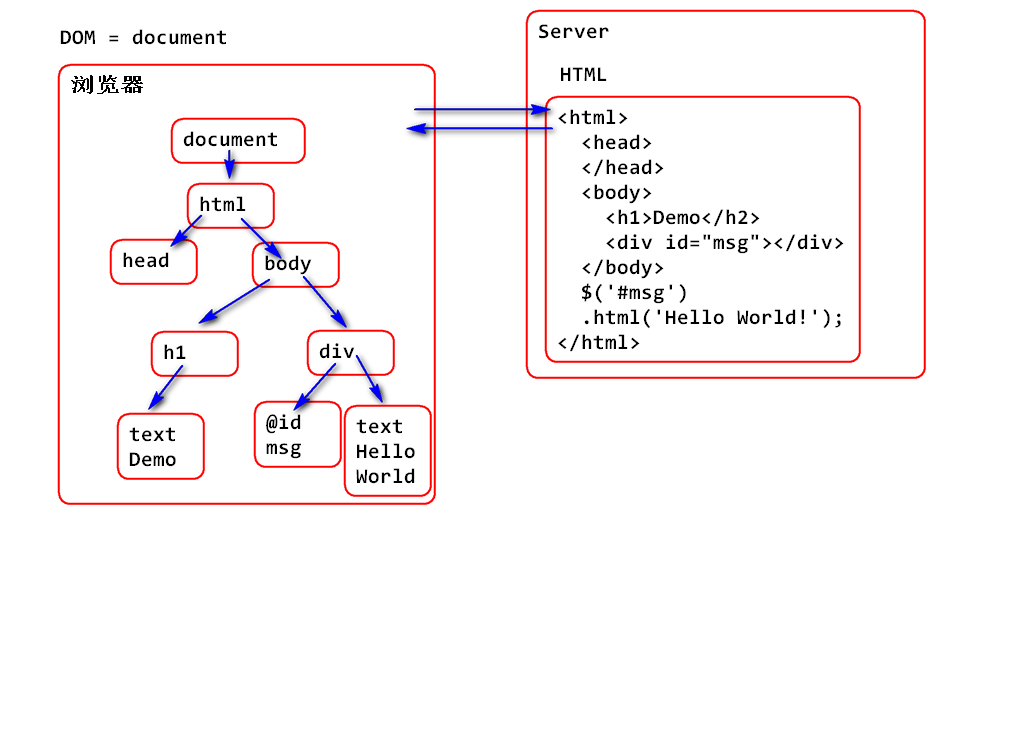 DOM = document
浏览器
document
html
head
body
h1
div
text
Demo
@id
msg
text
Hello
World
Server
HTML
<html>
<head>
</head>
<body>
<h1>Demo</h2>
<div id="msg"></div>
</body>
$('#msg')
.html('Hello World!');
</html>